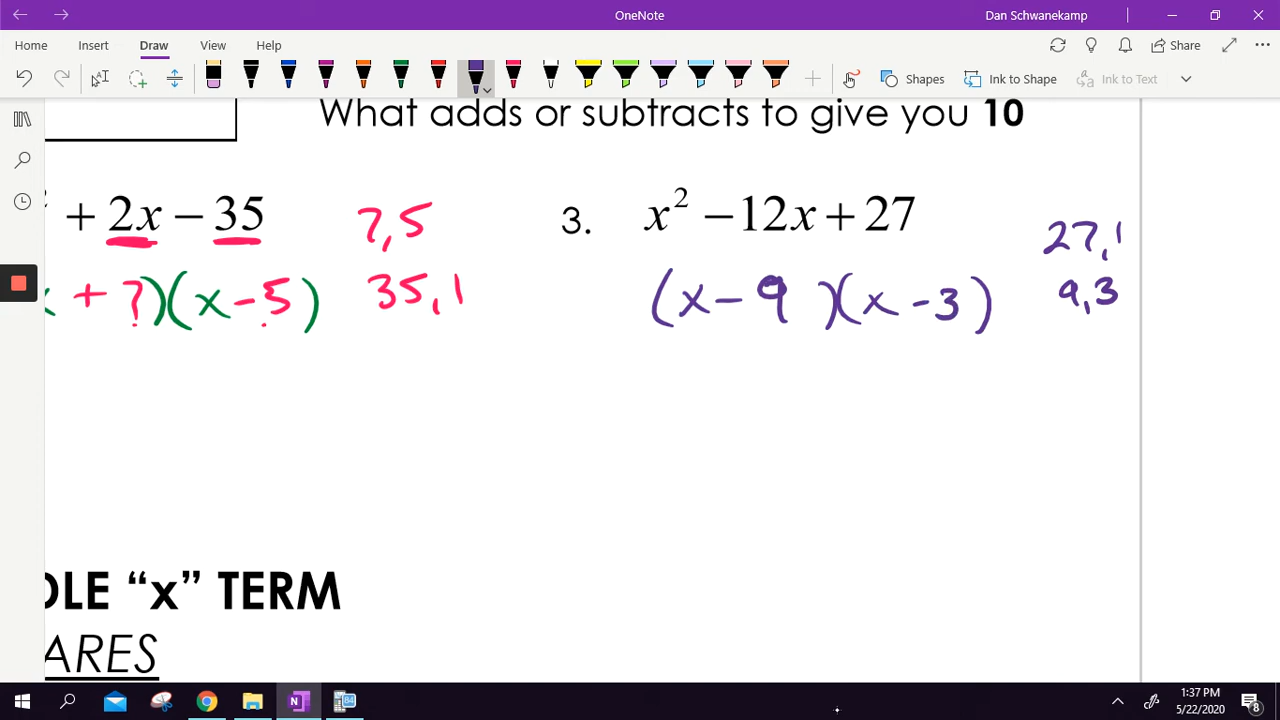 OneNote
Dan Schwanekamp
Home Insert Draw View Help
Share
Shapes Ink to Shape Ink to Text
What adds or subtracts to give you 10
2 + 2x − 35
7,5
+ 7)(x -5)
35,1
3. x² − 12x + 27
27,1
(x - 9 )(x - 3)
9,3
DLE “x” TERM
ARES
1:37 PM
5/22/2020
8